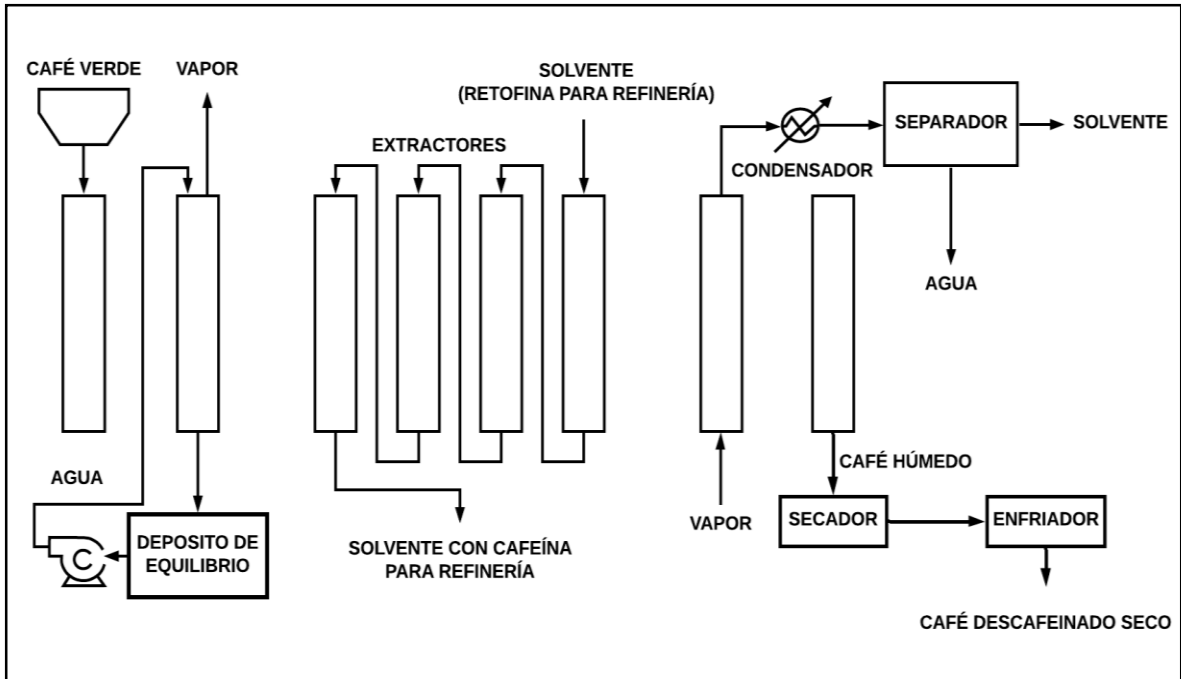 CAFÉ VERDE
VAPOR
SOLVENTE
(RETOFINA PARA REFINERÍA)
EXTRACTORES
CONDENSADOR
SEPARADOR
SOLVENTE
AGUA
AGUA
DEPOSITO DE
EQUILIBRIO
C
SOLVENTE CON CAFEÍNA
PARA REFINERÍA
VAPOR
CAFÉ HÚMEDO
SECADOR
ENFRIADOR
CAFÉ DESCAFEINADO SECO